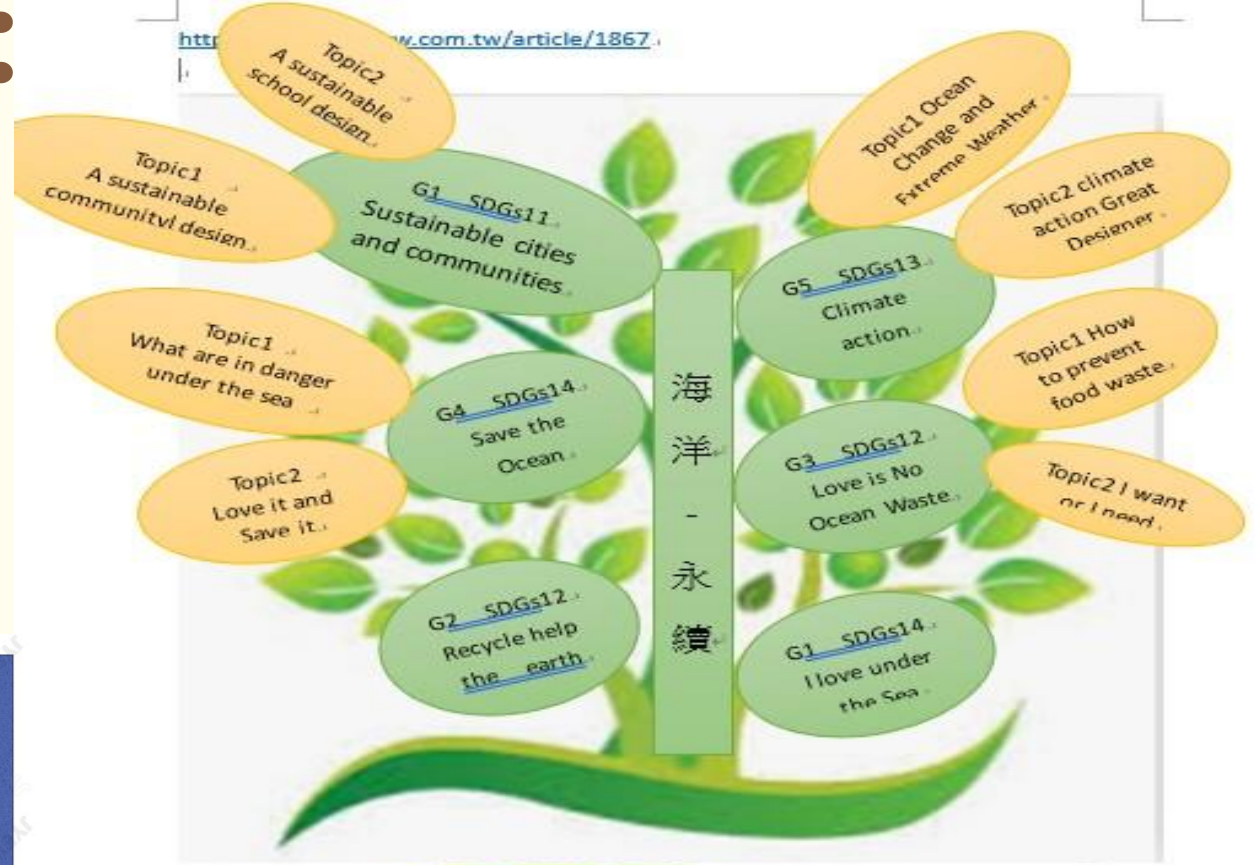 http w.com.tw/article/1867
Topic2
A sustainable
school design
Topic1
A sustainable
communityl design
G1 SDGs11
Sustainable cities
and communities
Topic1
What are in danger
under the sea
G4 SDGs14
Save the
Ocean
Topic2
Love it and
Save it
G2 SDGs12
Recycle help
the earth
海
洋
-
永
續
Topic1 Ocean
Change and
Extreme Weather
Topic2 climate
action Great
Designer
G5 SDGs13
Climate
action
Topic1 How
to prevent
food waste
G3 SDGs12
Love is No
Ocean Waste
Topic2 I want
or I need
G1 SDGs14
I love under
the Sea